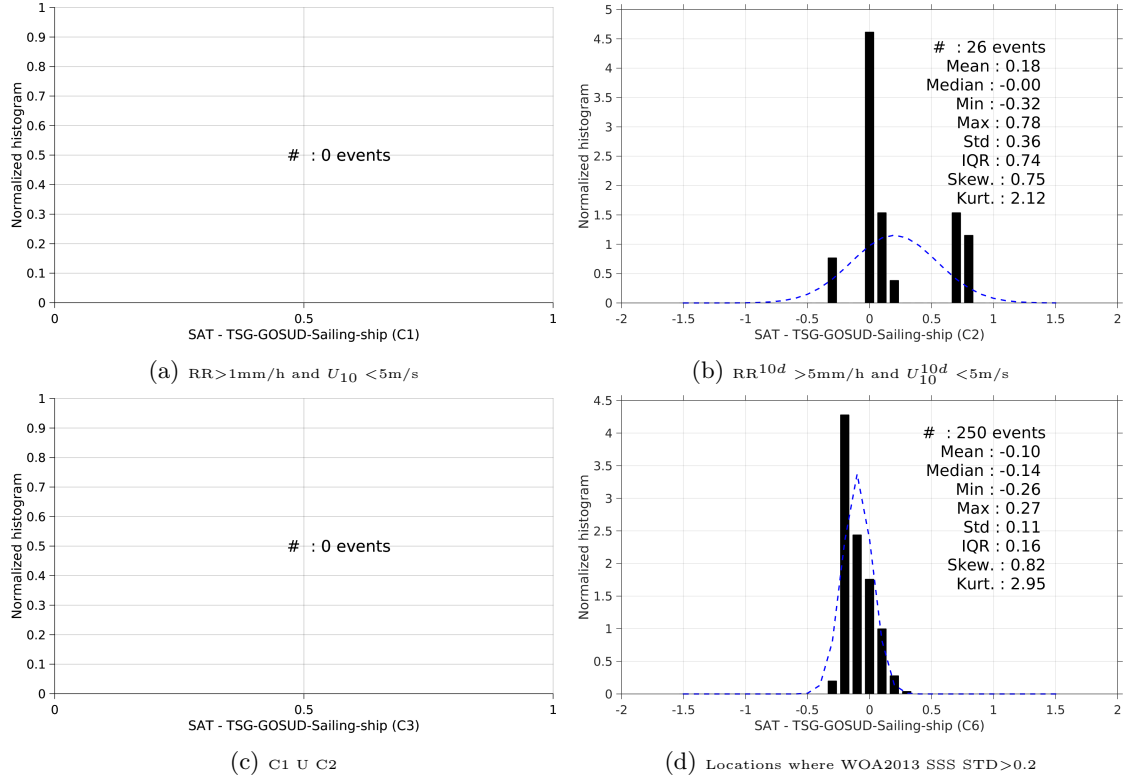 1
0.9
0.8
0.7
0.6
0.5
0.4
0.3
0.2
0.1
0
Normalized histogram
# : 0 events
0 0.5 1
SAT - TSG-GOSUD-Sailing-ship (C1)
(a) RR>1mm/h and U10 <5m/s
5
4.5
4
3.5
3
2.5
2
1.5
1
0.5
0
Normalized histogram
# : 26 events
Mean : 0.18
Median : -0.00
Min : -0.32
Max : 0.78
Std : 0.36
IQR : 0.74
Skew. : 0.75
Kurt. : 2.12
-2 -1.5 -1 -0.5 0 0.5 1 1.5 2
SAT - TSG-GOSUD-Sailing-ship (C2)
(b) RR10d >5mm/h and U10d10 <5m/s
1
0.9
0.8
0.7
0.6
0.5
0.4
0.3
0.2
0.1
0
Normalized histogram
# : 0 events
0 0.5 1
SAT - TSG-GOSUD-Sailing-ship (C3)
(c) C1 U C2
4.5
4
3.5
3
2.5
2
1.5
1
0.5
0
Normalized histogram
# : 250 events
Mean : -0.10
Median : -0.14
Min : -0.26
Max : 0.27
Std : 0.11
IQR : 0.16
Skew. : 0.82
Kurt. : 2.95
-2 -1.5 -1 -0.5 0 0.5 1 1.5 2
SAT - TSG-GOSUD-Sailing-ship (C6)
(d) Locations where WOA2013 SSS STD>0.2